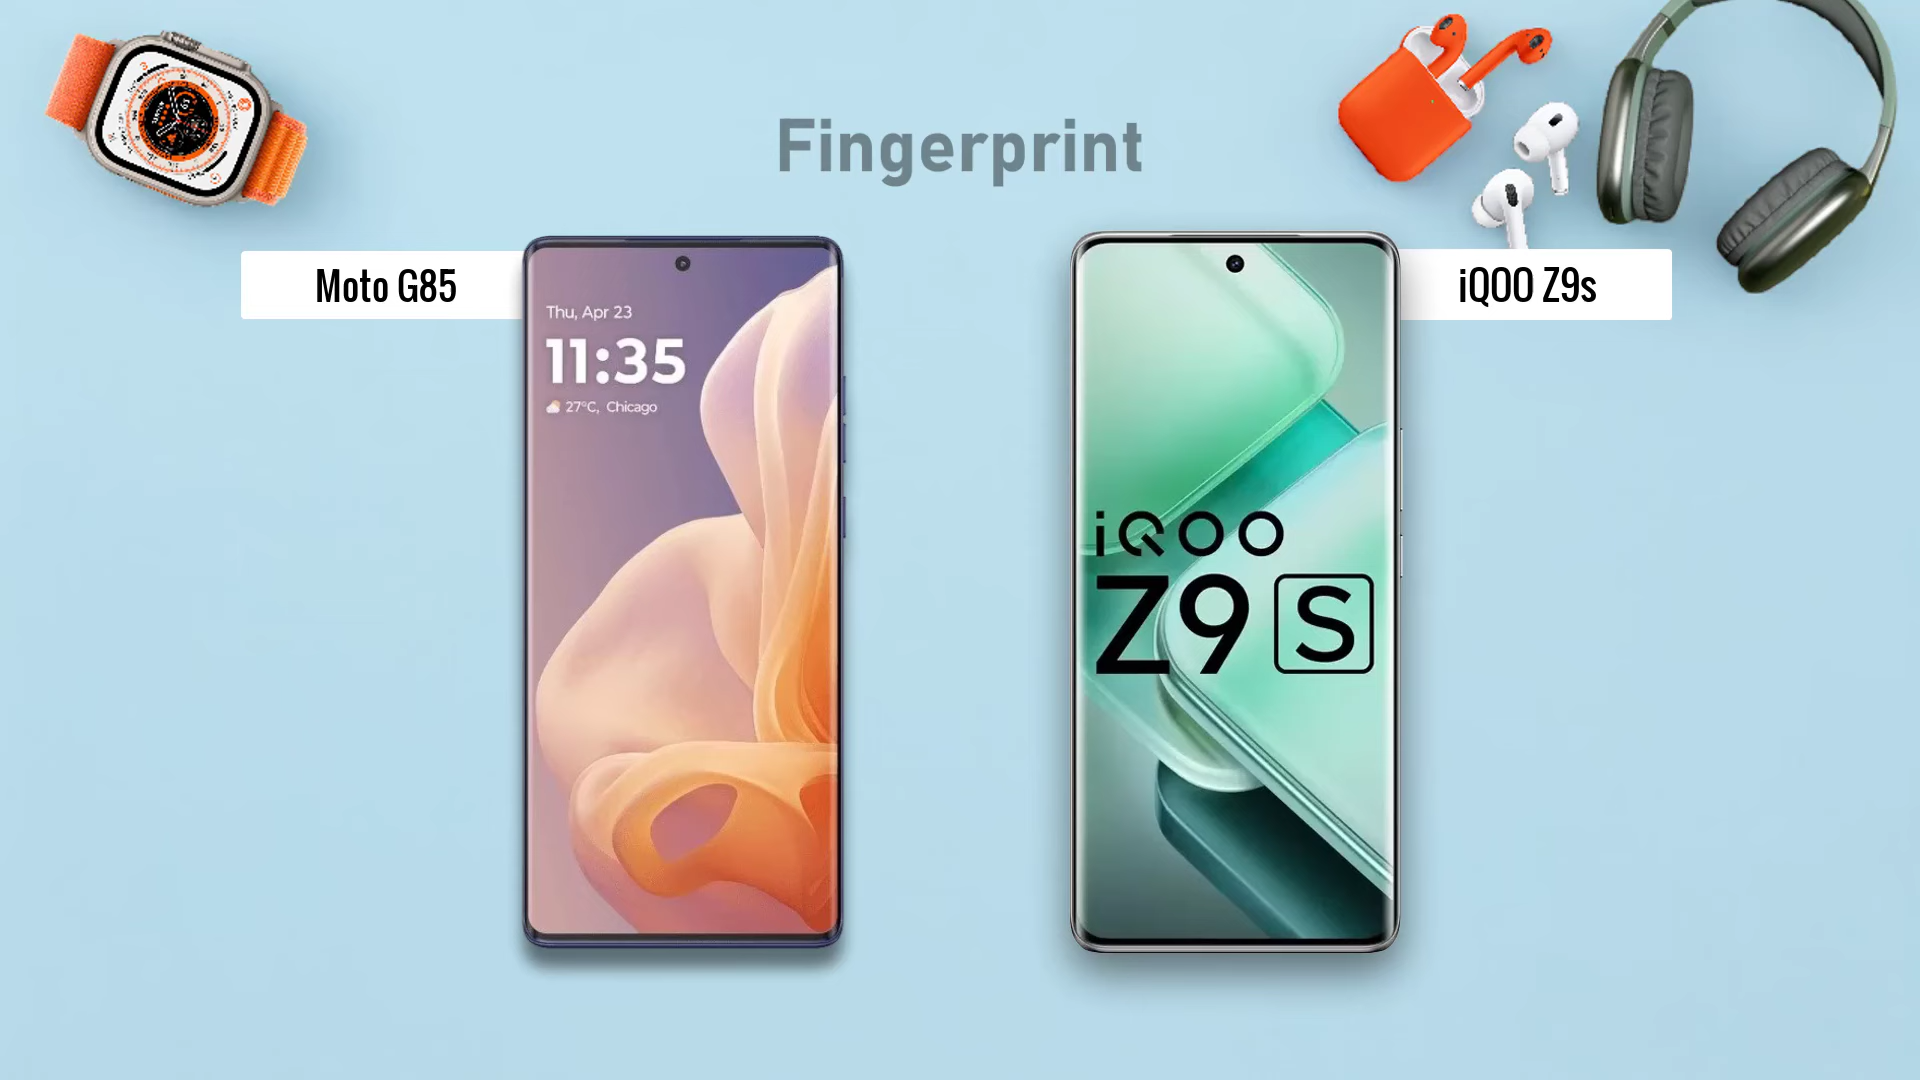 Fingerprint
Moto G85
iQOO Z9s
Thu, Apr 23
11:35
27°C, Chicago
iQOO
Z9 S